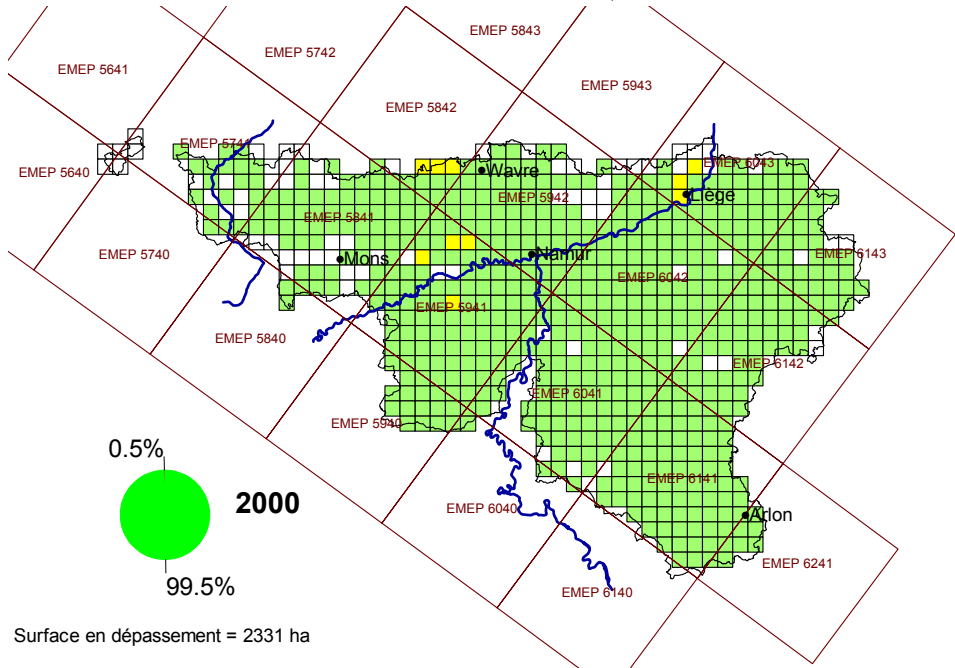 EMEP 5843
EMEP 5742
EMEP 5641
EMEP 5943
EMEP 5842
EMEP 5741
EMEP 6043
EMEP 5640
Wavre
Liège
EMEP 5942
EMEP 5841
EMEP 5740
Mons
Namur
EMEP 6143
EMEP 6042
EMEP 5941
EMEP 5840
EMEP 6142
EMEP 6041
EMEP 5940
0.5%
EMEP 6141
2000
EMEP 6040
Arlon
EMEP 6241
99.5%
EMEP 6140
Surface en dépassement = 2331 ha